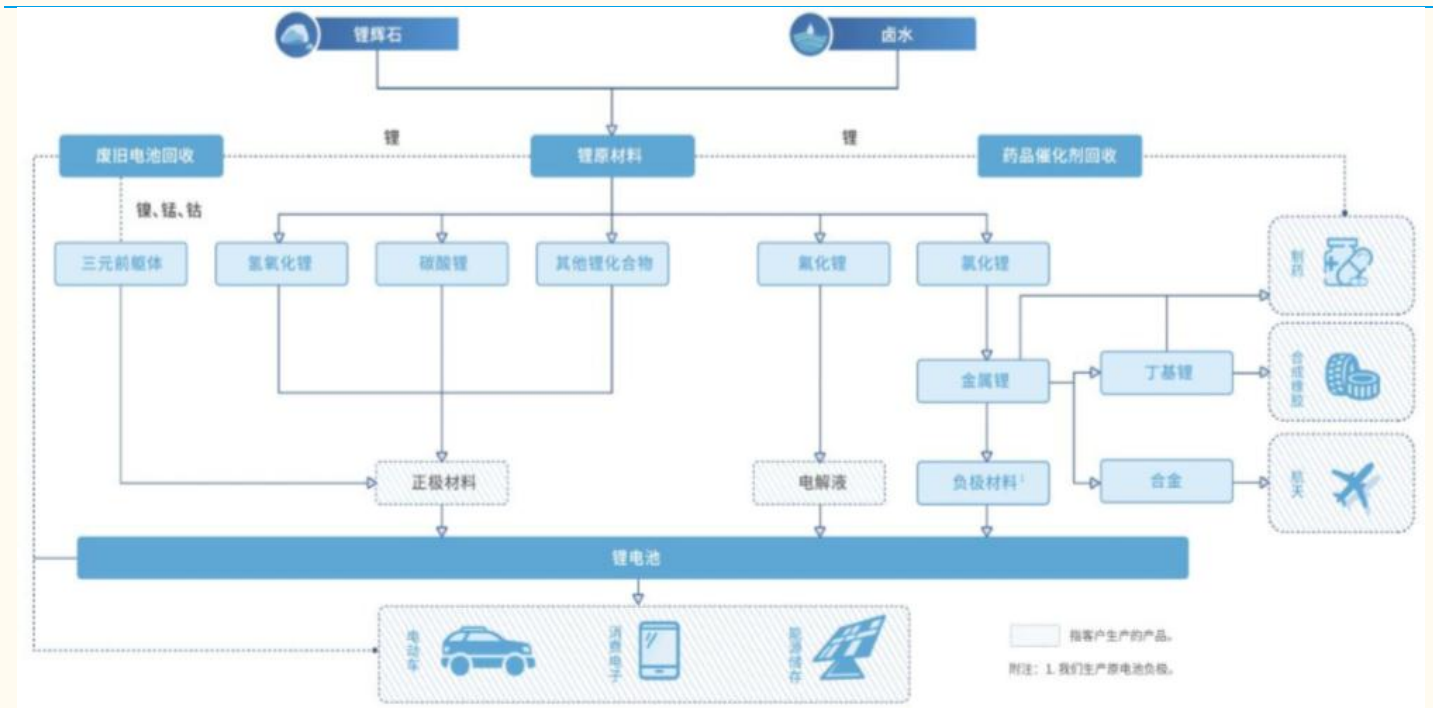 锂辉石
卤水
锂
锂
废旧电池回收
锂原材料
药品催化剂回收
镍、锰、钴
三元前躯体
氢氧化锂
碳酸锂
其他锂化合物
氟化锂
氯化锂
制药
金属锂
丁基锂
合成橡胶
正极材料
电解液
负极材料1
合金
航天
锂电池
电动车
消费电子
能源储存
指客户生产的产品。
附注：1. 我们生产原电池负极。